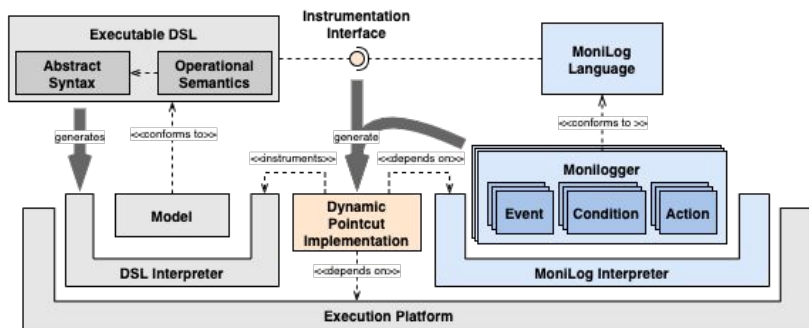 Instrumentation
Interface
Executable DSL
Abstract
Syntax
Operational
Semantics
MoniLog
Language
generates
<<conforms to>>
generate
<<conforms to >>
<<instruments>>
<<depends on>>
Monilogger
Event
Condition
Action
Model
Dynamic
Pointcut
Implementation
DSL Interpreter
<<depends on>>
MoniLog Interpreter
Execution Platform